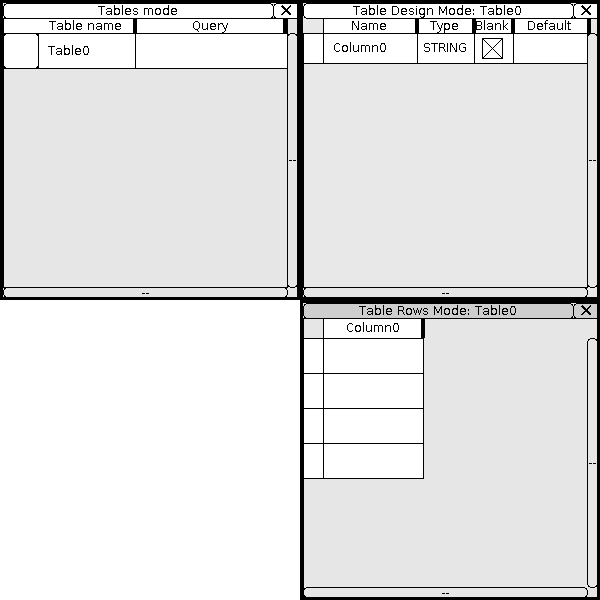 Tables mode
Table name Query
Table0
Table Design Mode: Table0
Name Type Blank Default
Column0 STRING
Table Rows Mode: Table0
Column0